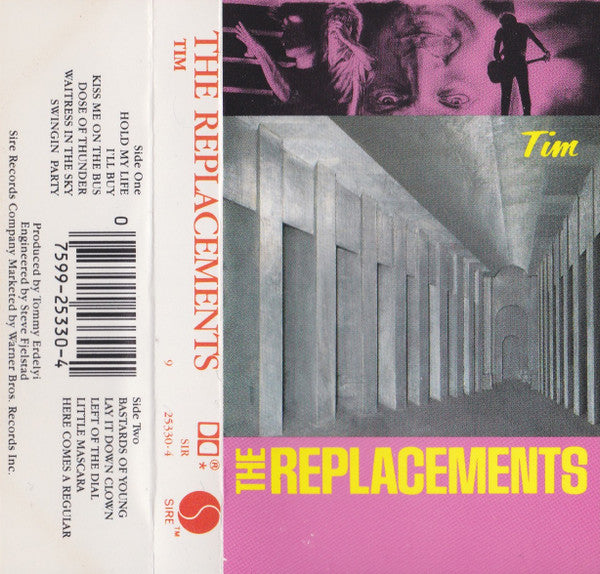 Side One
HOLD MY LIFE
I'LL BUY
KISS ME ON THE BUS
DOSE OF THUNDER
WAITRESS IN THE SKY
SWINGIN PARTY
0
7599-25330-4
Side Two
BASTARDS OF YOUNG
LAY IT DOWN CLOWN
LEFT OF THE DIAL
LITTLE MASCARA
HERE COMES A REGULAR
Produced by Tommy Erdelyi
Engineered by Steve Fjelstad
Sire Records Company Marketed by Warner Bros. Records Inc.
THE REPLACEMENTS
TIM
9 25330-4
®
*
SIR
S
SIRE™
Tim
THE REPLACEMENTS